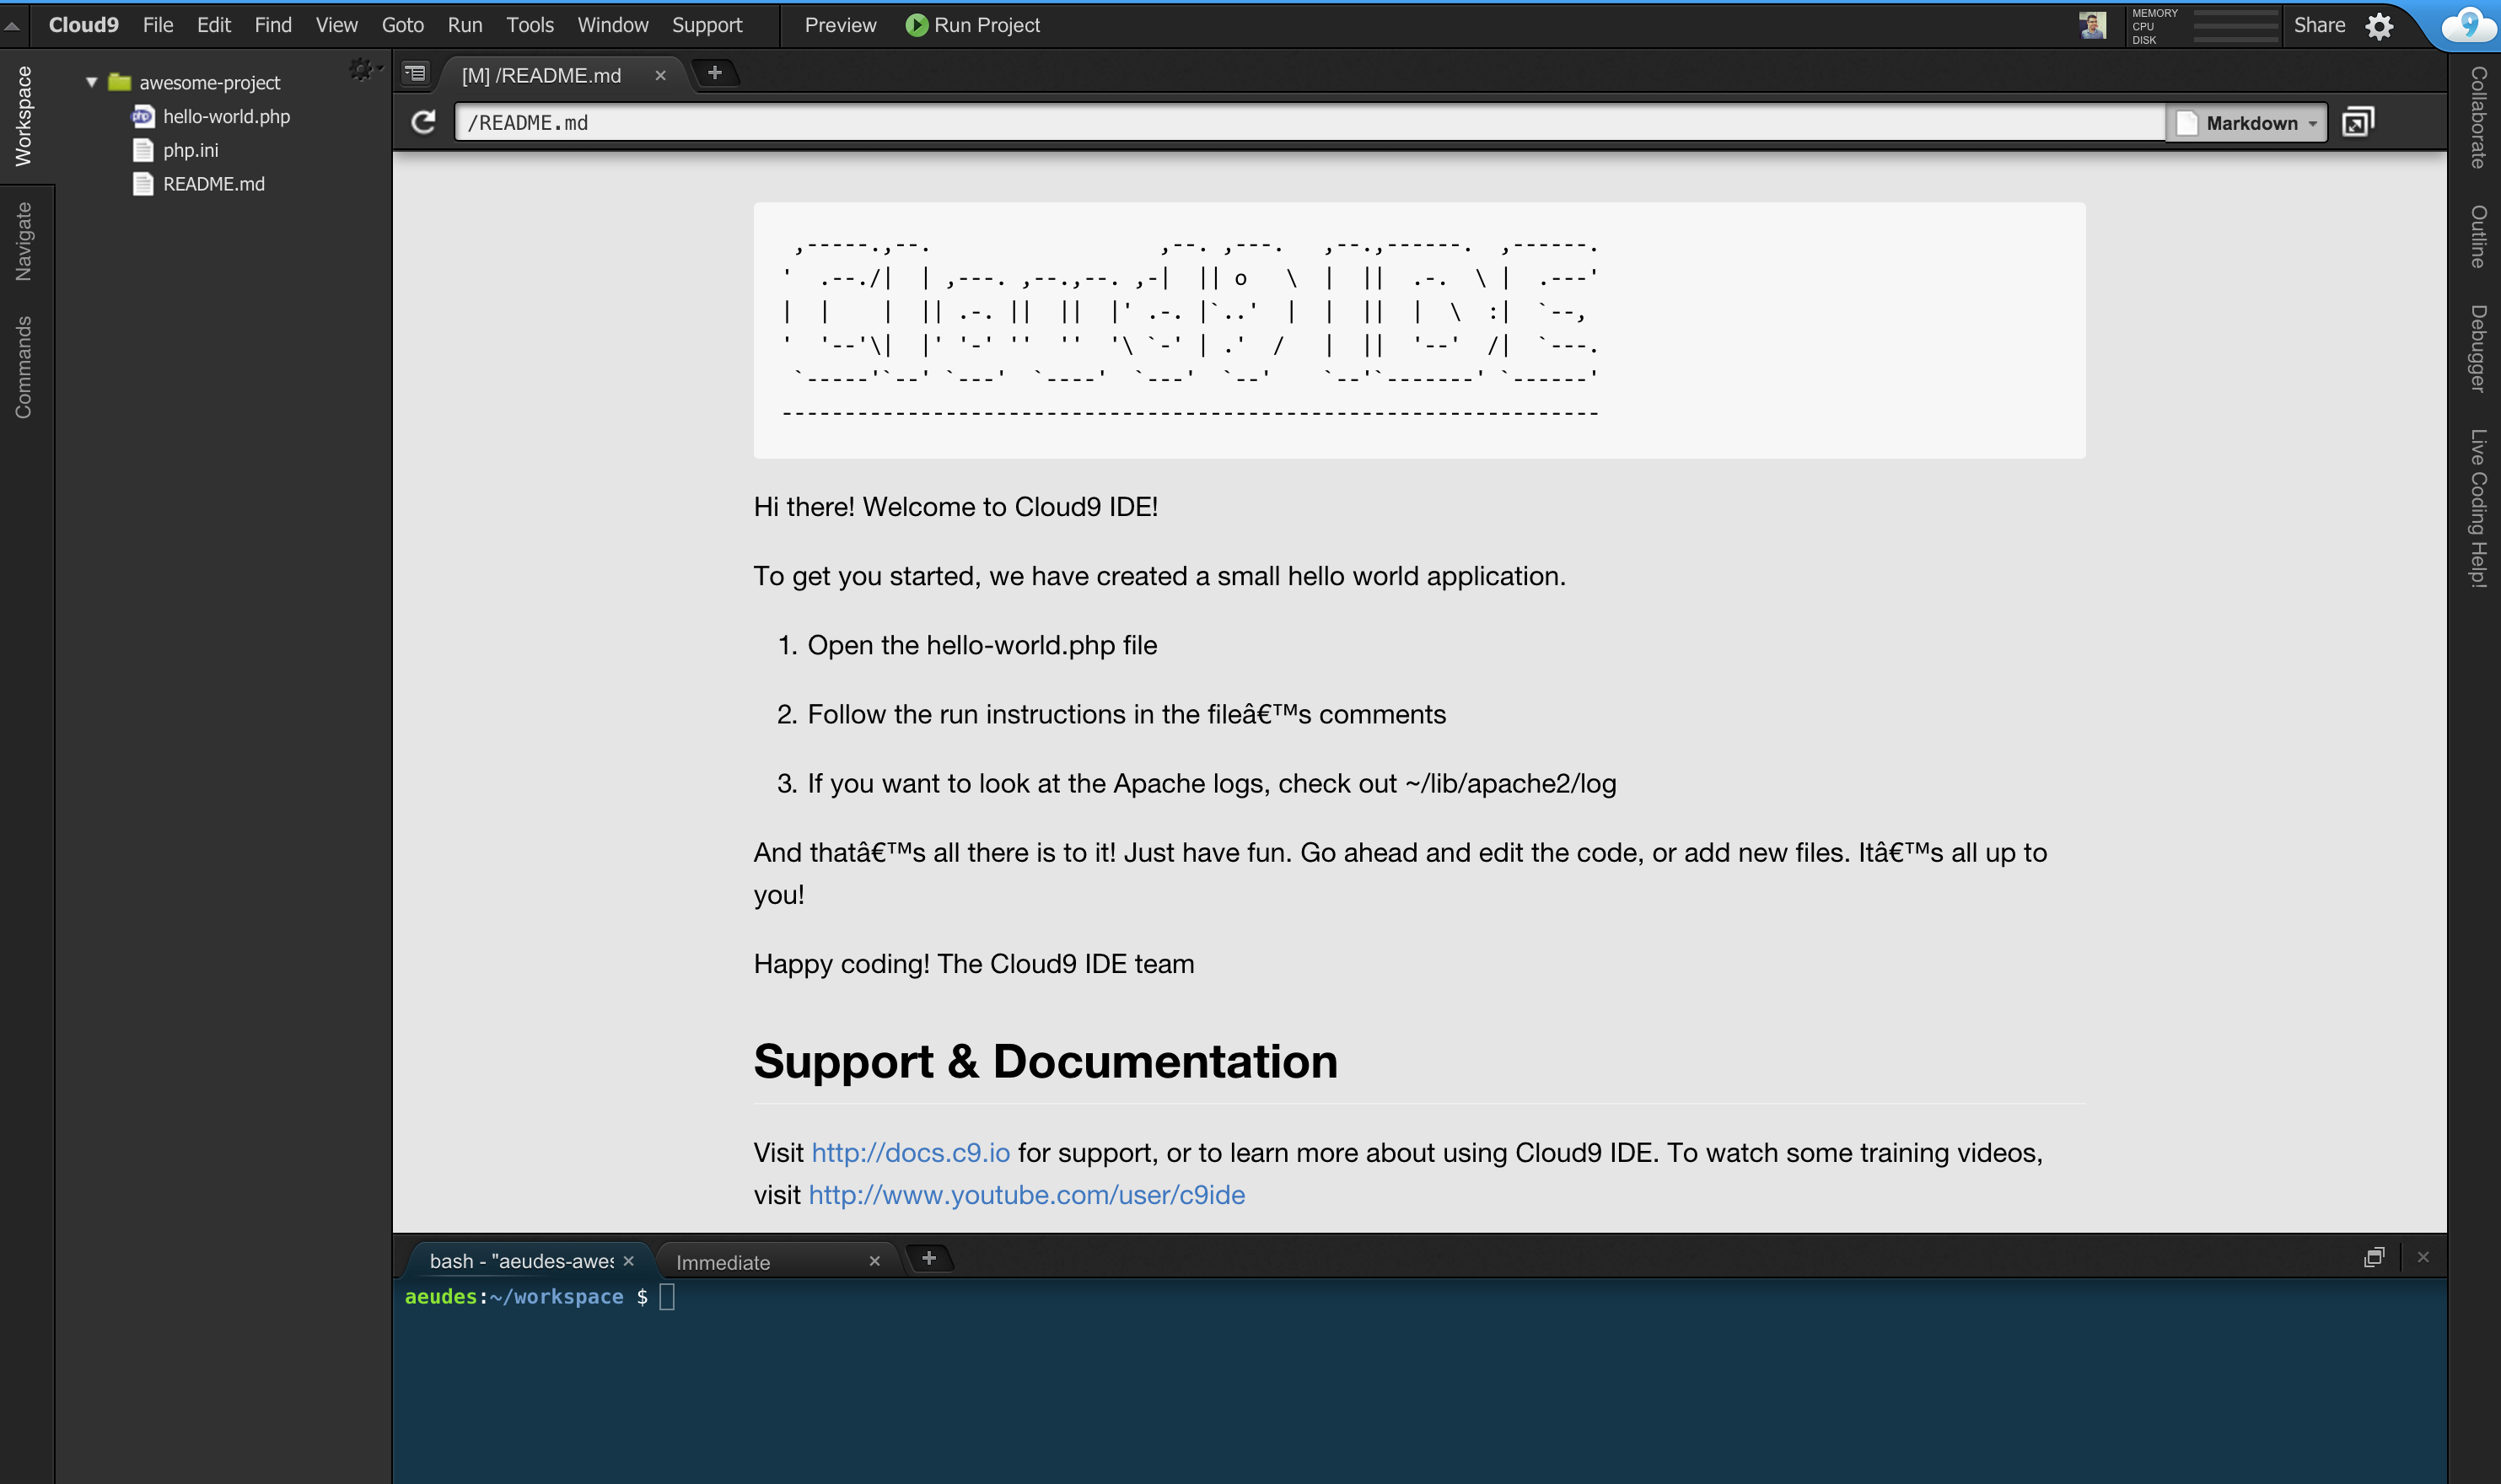 Cloud9 File Edit Find View Goto Run Tools Window Support Preview Run Project MEMORY CPU DISK Share
Workspace
Navigate
Commands
awesome-project
hello-world.php
php.ini
README.md
[M] /README.md
/README.md Markdown
 ,-----.,--.                  ,--. ,---.   ,--.,------.  ,------.
'  .--./|  | ,---. ,--.,--. ,-|  || o   \  |  ||  .-.  \ |  .---'
|  |    |  || .-. ||  ||  |' .-. |`..'  |  |  ||  |  \  :|  `--,
'  '--'\|  |' '-' ''  ''  '\ `-' | .'  /   |  ||  '--'  /|  `---.
 `-----'`--' `---'  `----'  `---'  `--'    `--'`-------' `------'
-----------------------------------------------------------------
Hi there! Welcome to Cloud9 IDE!
To get you started, we have created a small hello world application.
1. Open the hello-world.php file
2. Follow the run instructions in the fileâ€™s comments
3. If you want to look at the Apache logs, check out ~/lib/apache2/log
And thatâ€™s all there is to it! Just have fun. Go ahead and edit the code, or add new files. Itâ€™s all up to
you!
Happy coding! The Cloud9 IDE team
Support & Documentation
Visit http://docs.c9.io for support, or to learn more about using Cloud9 IDE. To watch some training videos,
visit http://www.youtube.com/user/c9ide
bash - "aeudes-awes Immediate
aeudes:~/workspace $
Collaborate
Outline
Debugger
Live Coding Help!
9